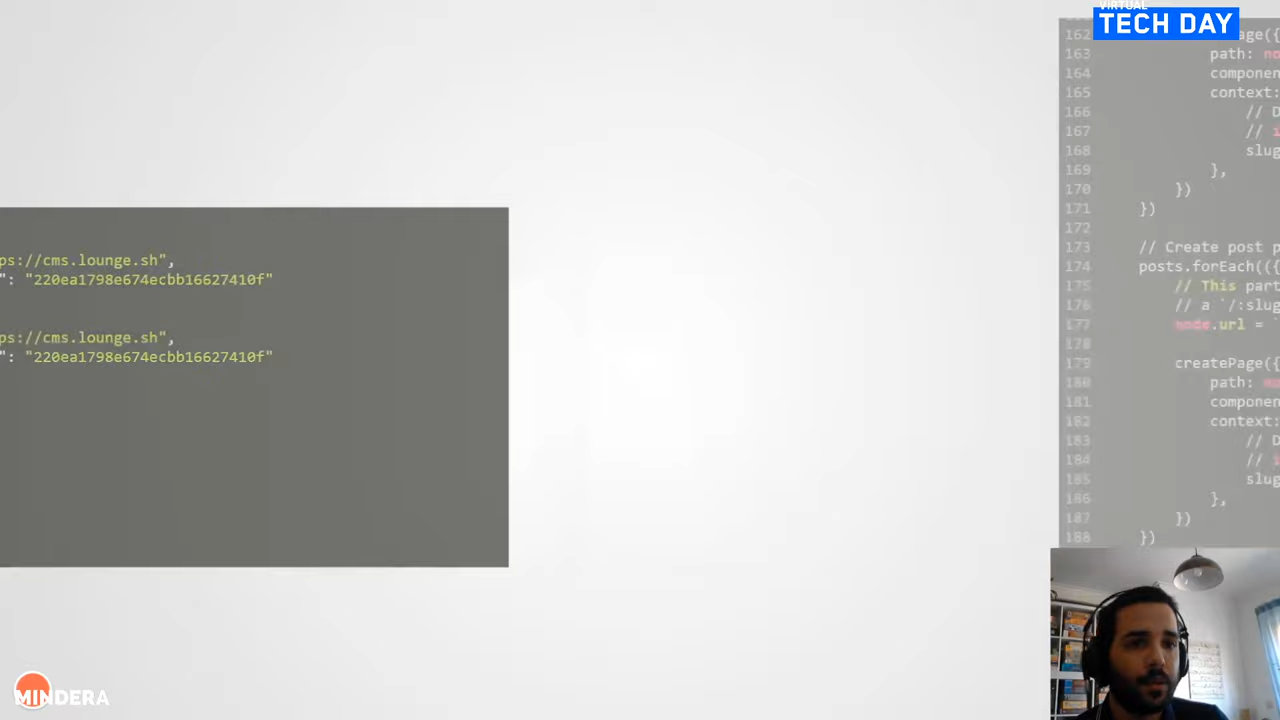 VIRTUAL
TECH DAY
ps://cms.lounge.sh",
": "220ea1798e674ecbb16627410f"
ps://cms.lounge.sh",
": "220ea1798e674ecbb16627410f"
162 age({
163 path: no
164 componen
165 context:
166 // D
167 // i
168 slug
169 },
170 })
171 })
172
173 // Create post p
174 posts.forEach(({
175 // This part
176 // a `/:slug
177 node.url =
178
179 createPage({
180 path: no
181 componen
182 context:
183 // D
184 // i
185 slug
186 },
187 })
188 })
MINDERA